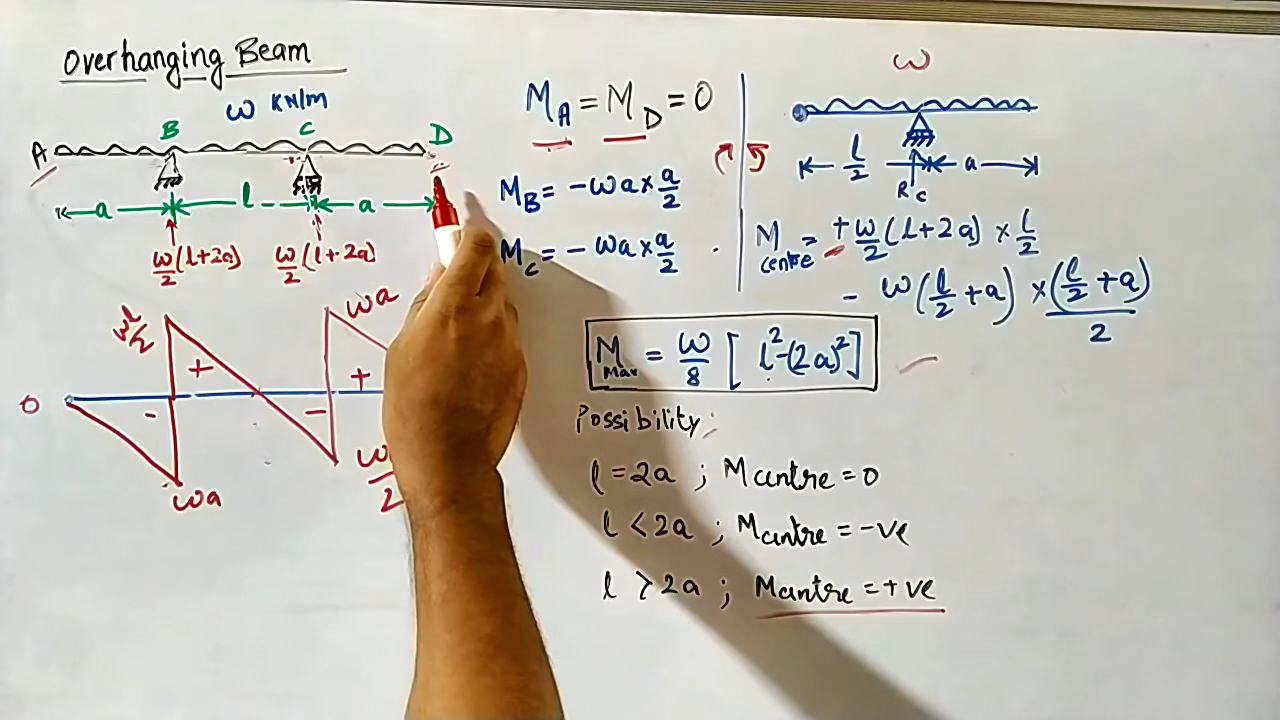 Overhanging Beam
ω KN/m
A B C D
a l a
ω/2 (l+2a) ω/2 (l+2a)
ωl/2 ωa
+ +
0
- -
ωa
M_A = M_D = 0
M_B = -ωa × a/2
M_C = -ωa × a/2
ω
l/2 a
R_C
M_centre = + ω/2 (l+2a) × l/2
- ω(l/2 + a) × (l/2 + a)/2
M_Max = ω/8 [l²-(2a)²]
Possibility;
l = 2a ; Mcentre = 0
l < 2a ; Mcentre = -ve
l > 2a ; Mcentre = +ve